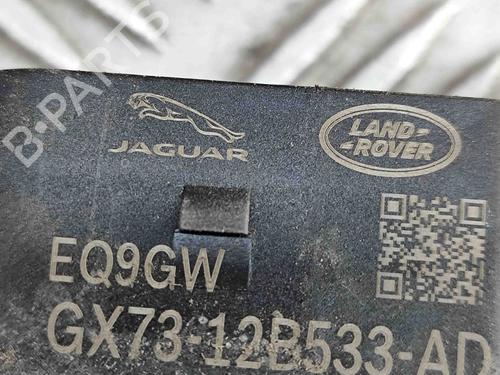 B-PARTS
JAGUAR
LAND-
ROVER
EQ9GW
GX73-12B533-AD